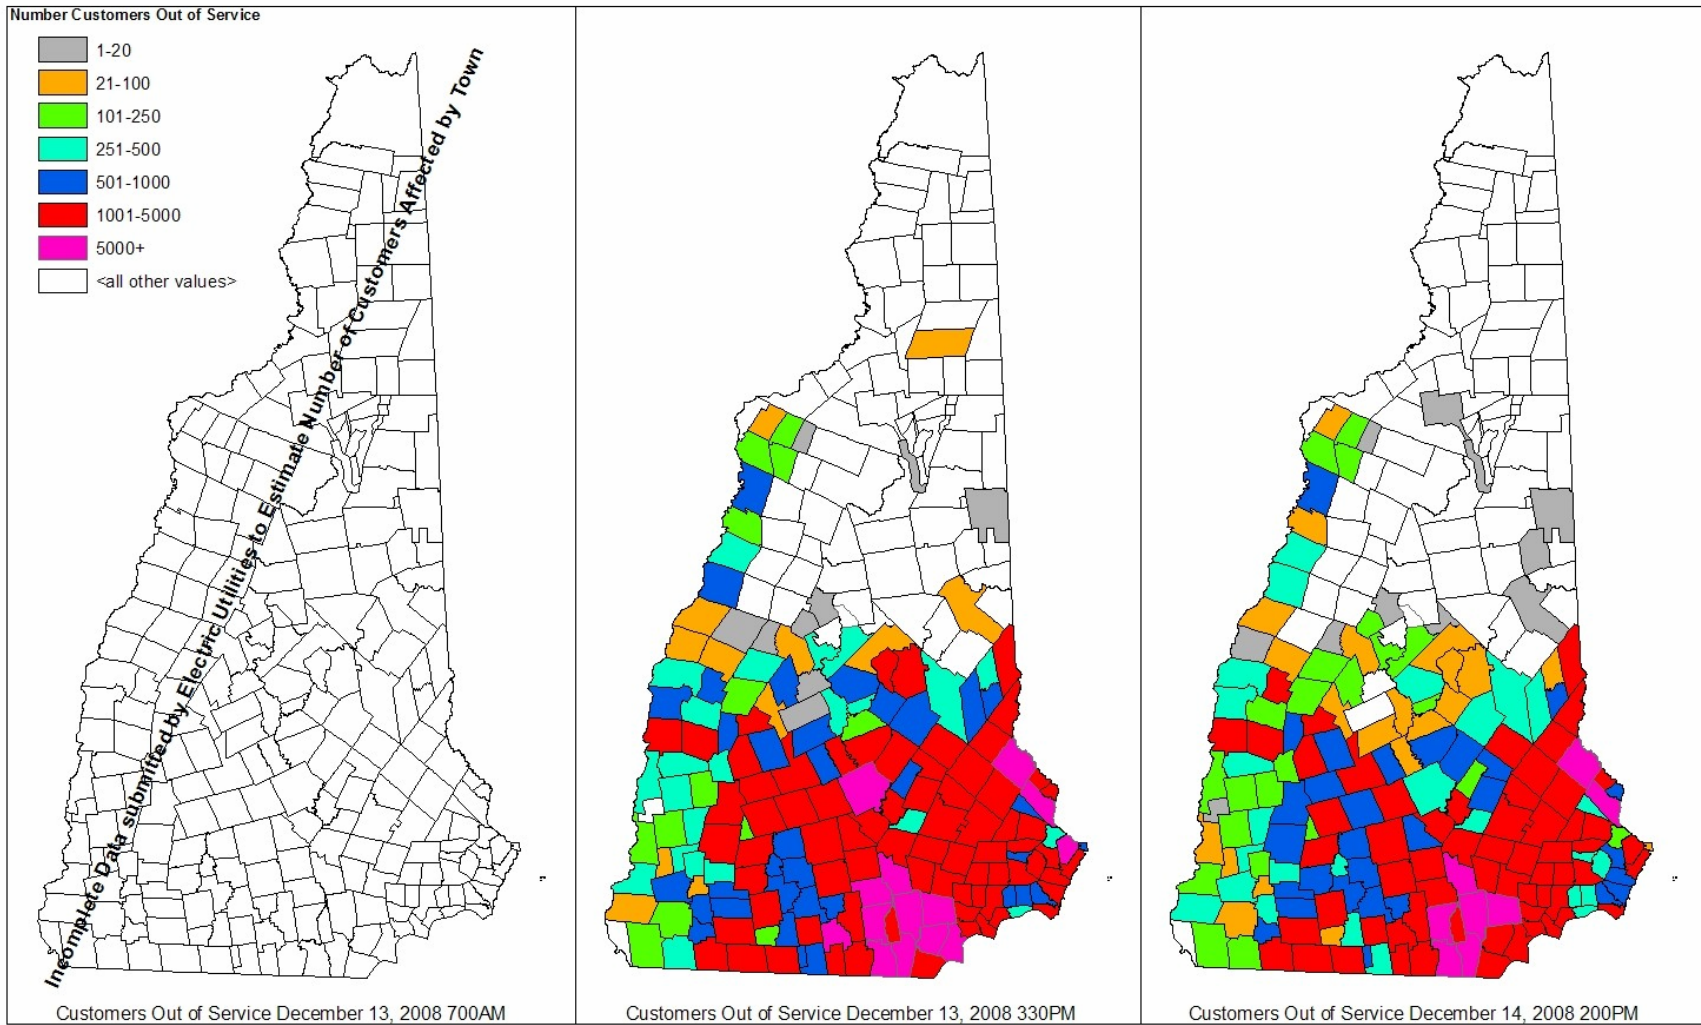 Number Customers Out of Service
1-20
21-100
101-250
251-500
501-1000
1001-5000
5000+
<all other values>
Incomplete Data submitted by Electric Utilities to Estimate Number of Customers Affected by Town
Customers Out of Service December 13, 2008 700AM
Customers Out of Service December 13, 2008 330PM
Customers Out of Service December 14, 2008 200PM